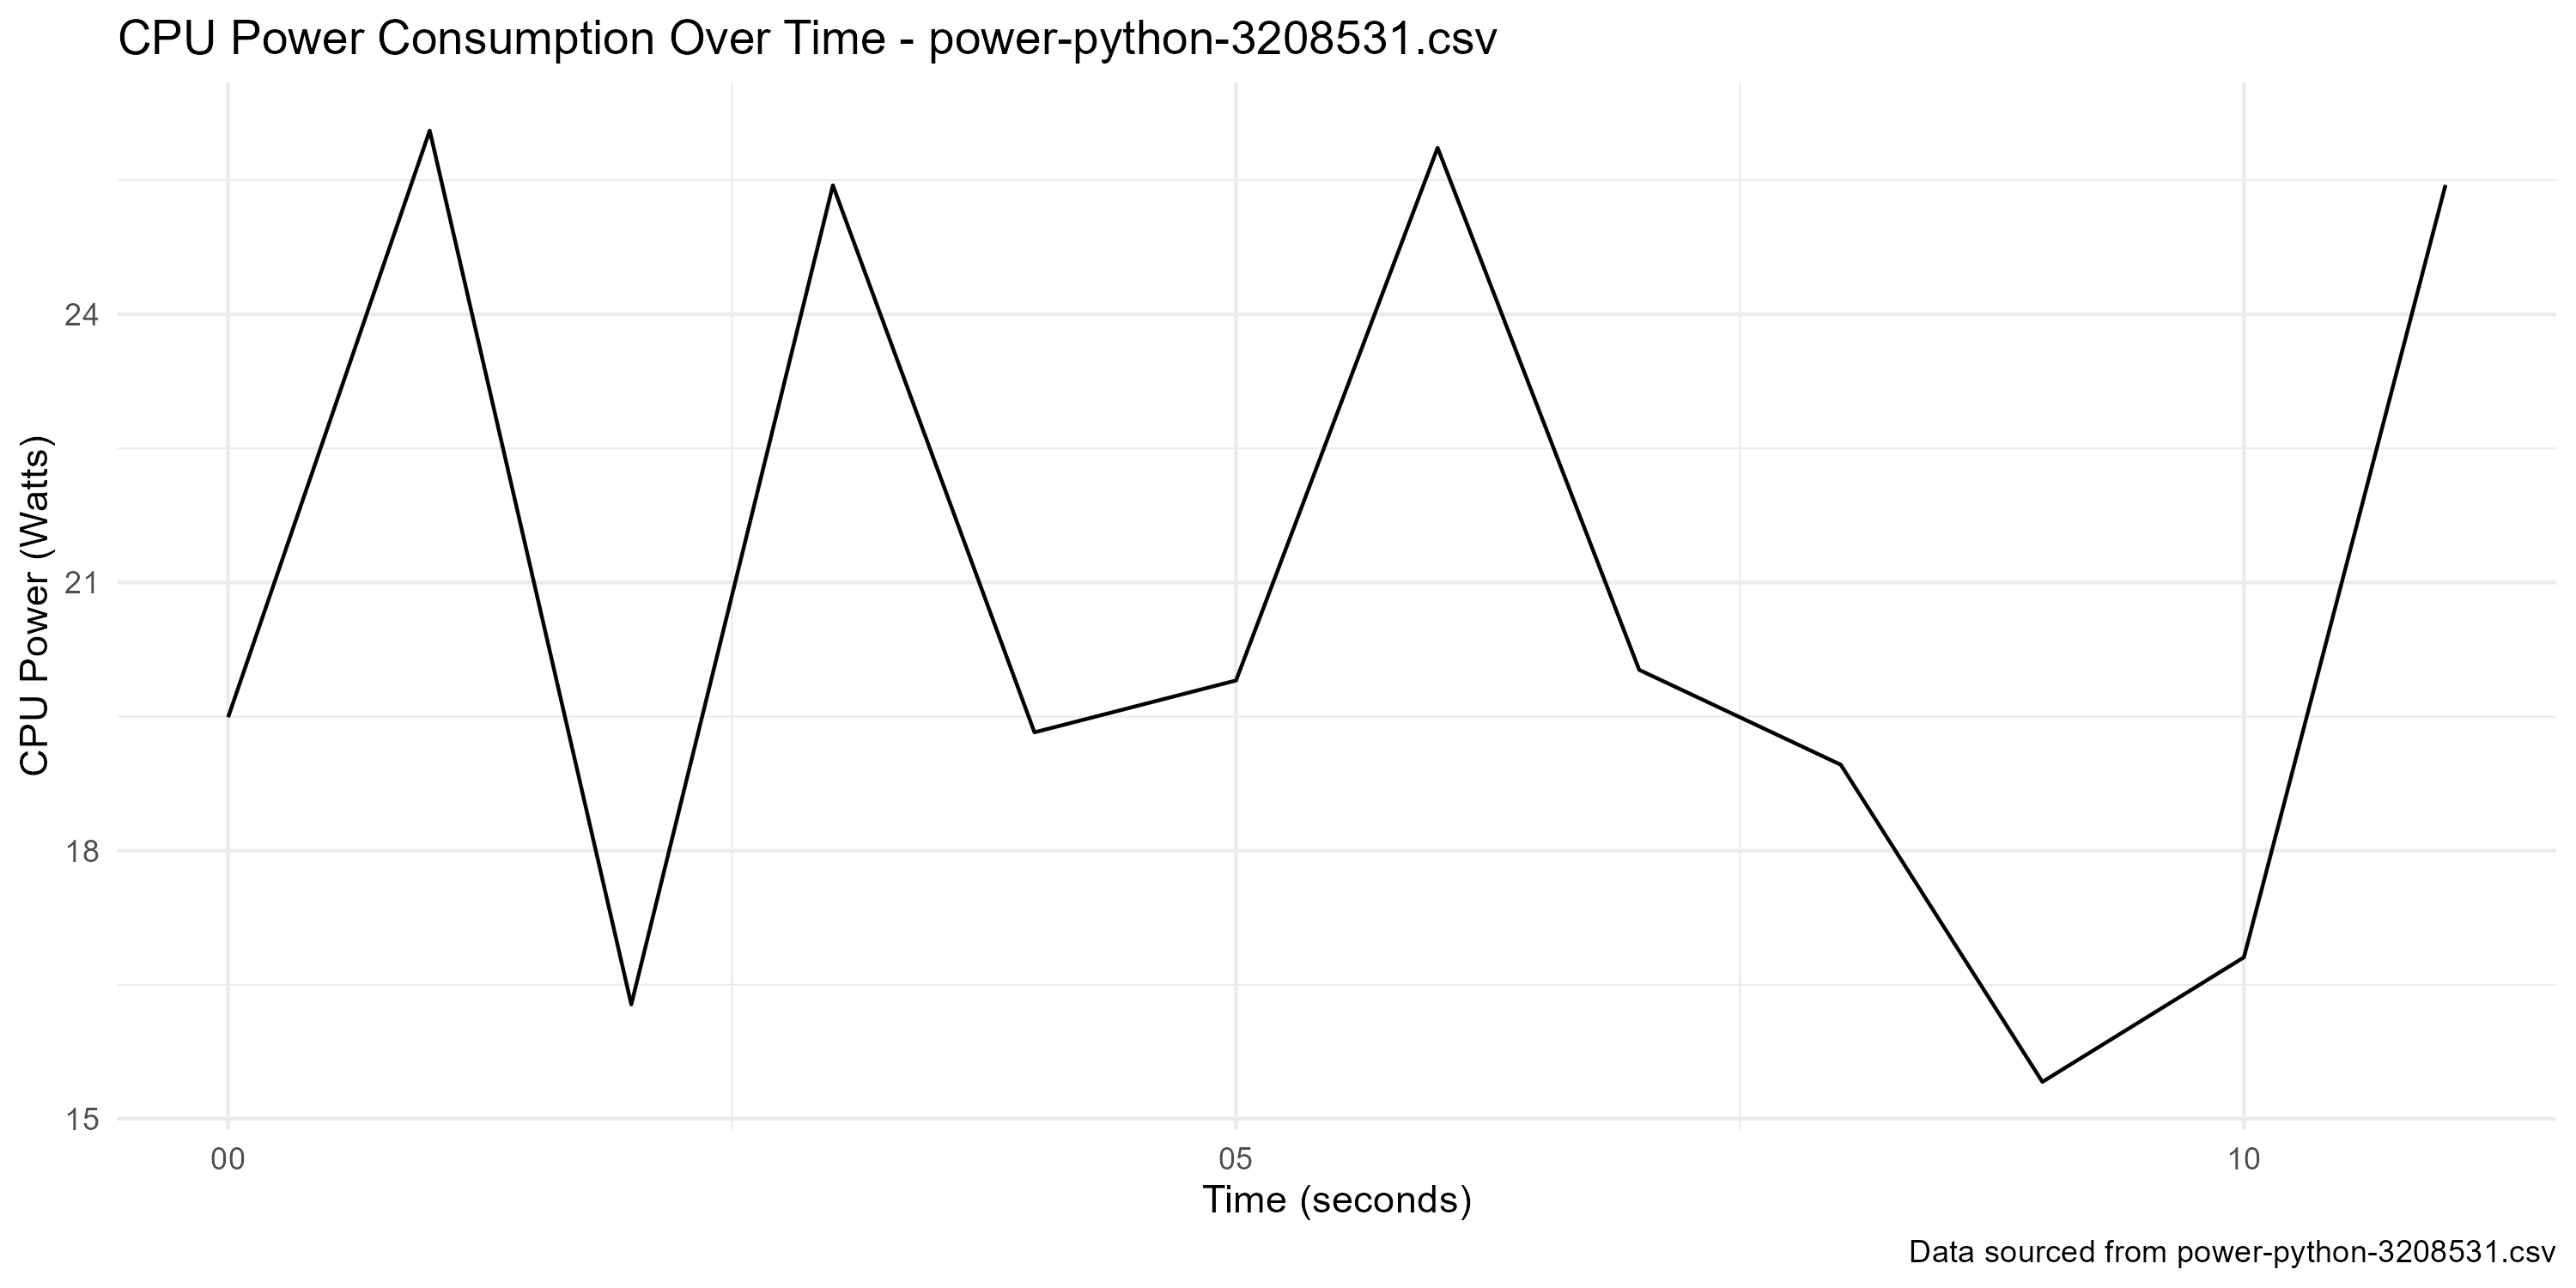 CPU Power Consumption Over Time - power-python-3208531.csv
CPU Power (Watts)
24
21
18
15
00 05 10
Time (seconds)
Data sourced from power-python-3208531.csv